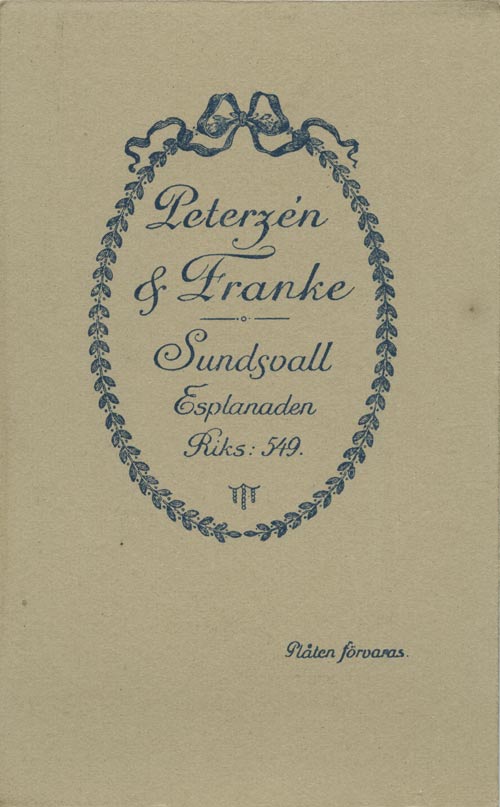 Peterzén
& Franke
Sundsvall
Esplanaden
Riks: 549.
Plåten förvaras.